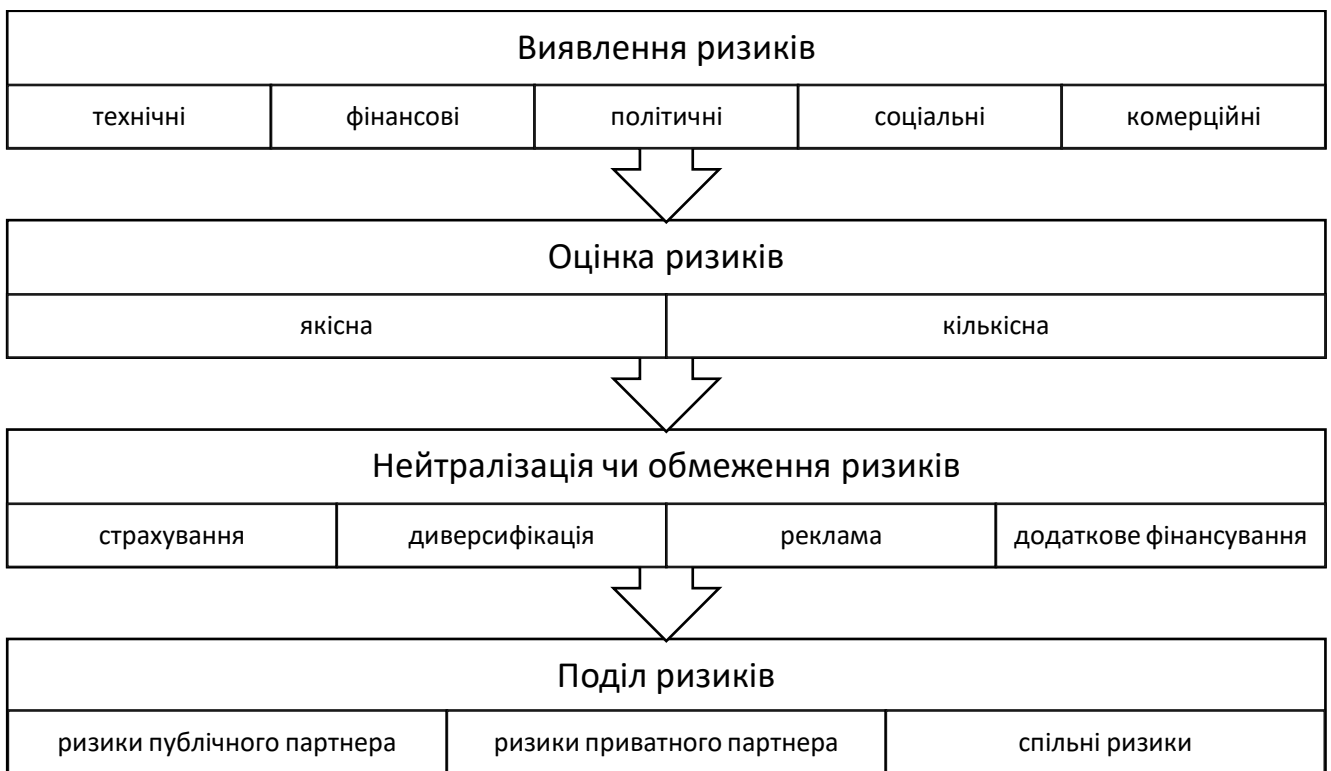 Виявлення ризиків
технічні фінансові політичні соціальні комерційні
Оцінка ризиків
якісна кількісна
Нейтралізація чи обмеження ризиків
страхування диверсифікація реклама додаткове фінансування
Поділ ризиків
ризики публічного партнера ризики приватного партнера спільні ризики